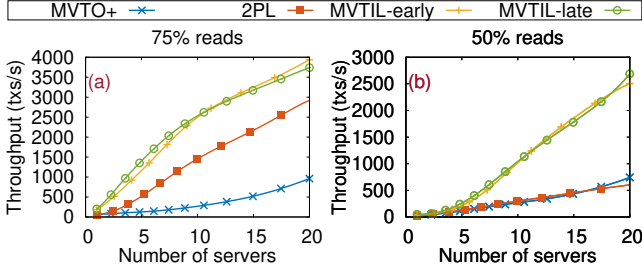 MVTO+ 2PL MVTIL-early MVTIL-late
75% reads
(a)
Throughput (txs/s)
4000
3500
3000
2500
2000
1500
1000
500
0
0 5 10 15 20
Number of servers
50% reads
(b)
Throughput (txs/s)
3000
2500
2000
1500
1000
500
0
0 5 10 15 20
Number of servers